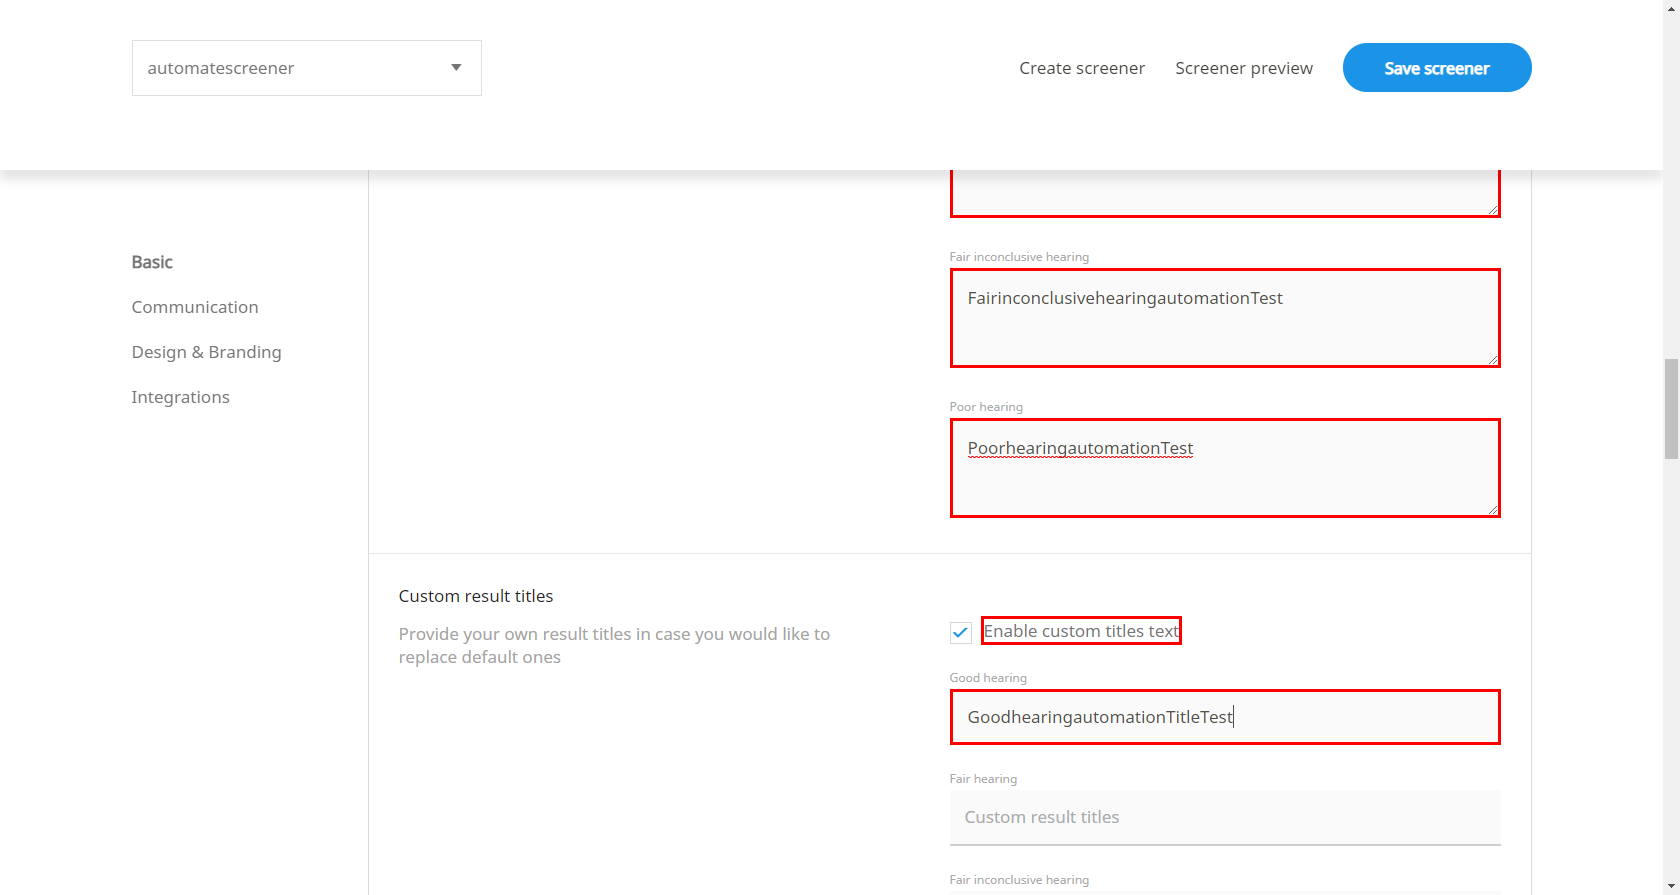 automatescreener
Create screener
Screener preview
Save screener
Basic
Communication
Design & Branding
Integrations
Fair inconclusive hearing
FairinconclusivehearingautomationTest
Poor hearing
PoorhearingautomationTest
Custom result titles
Provide your own result titles in case you would like to
replace default ones
Enable custom titles text
Good hearing
GoodhearingautomationTitleTest
Fair hearing
Custom result titles
Fair inconclusive hearing